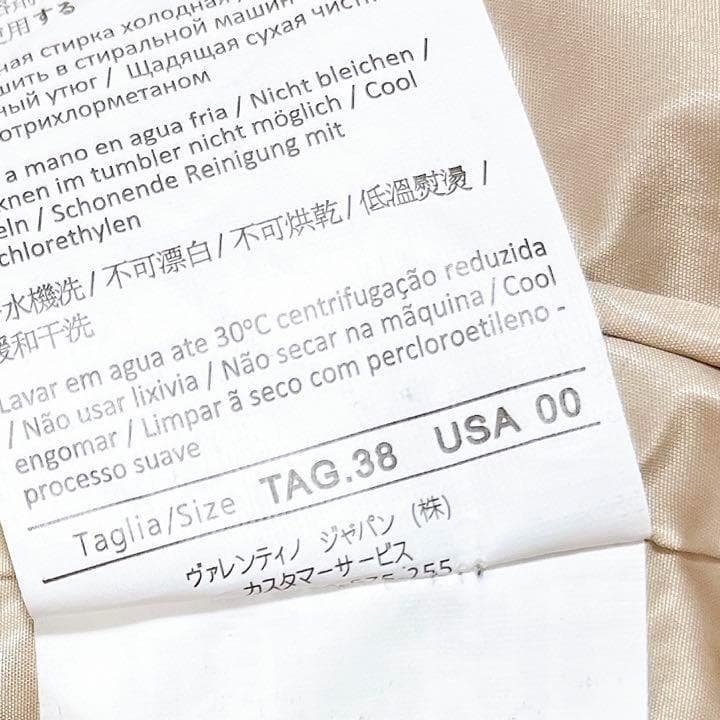 使用する
ная стирка холодная /
шить в стиральной машин
ный утюг / Щадящая сухая чист
отрихлорметаном
a mano en agua fria / Nicht bleichen /
knen im tumbler nicht möglich / Cool
eln / Schonende Reinigung mit
chlorethylen
水機洗 / 不可漂白 / 不可烘乾 / 低溫熨燙 /
緩和干洗
Lavar em agua ate 30ºC centrifugação reduzida
/ Não usar lixivia / Não secar na mãquina / Cool
engomar / Limpar ã seco com percloroetileno -
processo suave
Taglia/Size TAG.38 USA 00
ヴァレンティノ ジャパン (株)
カスタマーサービス
255